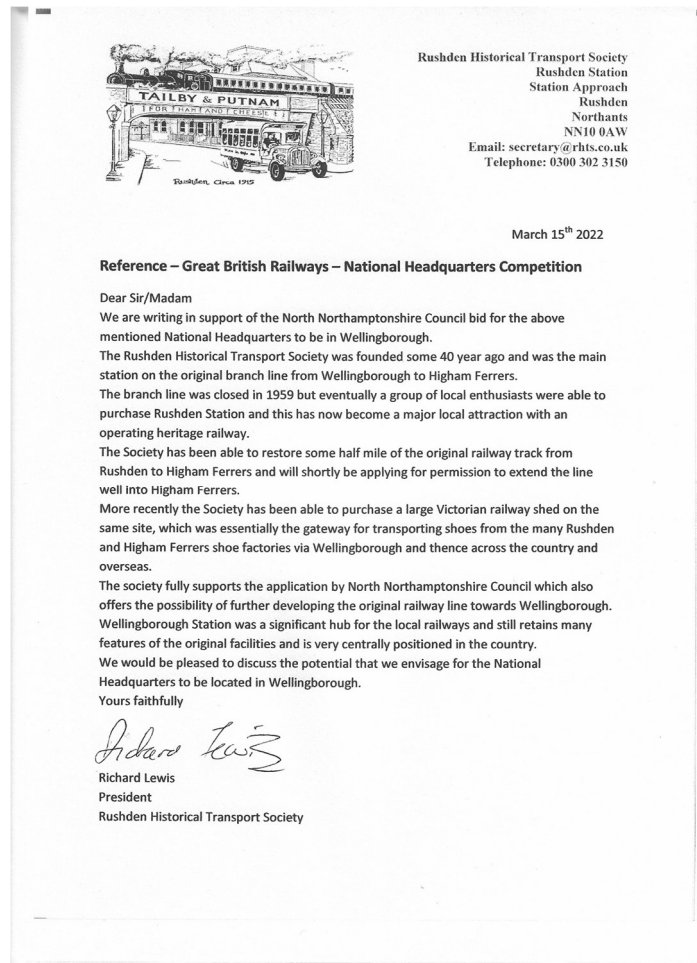 TAILBY & PUTNAM
FOR HAM AND CHEESE
Rushden, Circa 1915
Rushden Historical Transport Society
Rushden Station
Station Approach
Rushden
Northants
NN10 0AW
Email: secretary@rhts.co.uk
Telephone: 0300 302 3150
March 15th 2022
Reference – Great British Railways – National Headquarters Competition
Dear Sir/Madam
We are writing in support of the North Northamptonshire Council bid for the above
mentioned National Headquarters to be in Wellingborough.
The Rushden Historical Transport Society was founded some 40 year ago and was the main
station on the original branch line from Wellingborough to Higham Ferrers.
The branch line was closed in 1959 but eventually a group of local enthusiasts were able to
purchase Rushden Station and this has now become a major local attraction with an
operating heritage railway.
The Society has been able to restore some half mile of the original railway track from
Rushden to Higham Ferrers and will shortly be applying for permission to extend the line
well into Higham Ferrers.
More recently the Society has been able to purchase a large Victorian railway shed on the
same site, which was essentially the gateway for transporting shoes from the many Rushden
and Higham Ferrers shoe factories via Wellingborough and thence across the country and
overseas.
The society fully supports the application by North Northamptonshire Council which also
offers the possibility of further developing the original railway line towards Wellingborough.
Wellingborough Station was a significant hub for the local railways and still retains many
features of the original facilities and is very centrally positioned in the country.
We would be pleased to discuss the potential that we envisage for the National
Headquarters to be located in Wellingborough.
Yours faithfully
Richard Lewis
Richard Lewis
President
Rushden Historical Transport Society